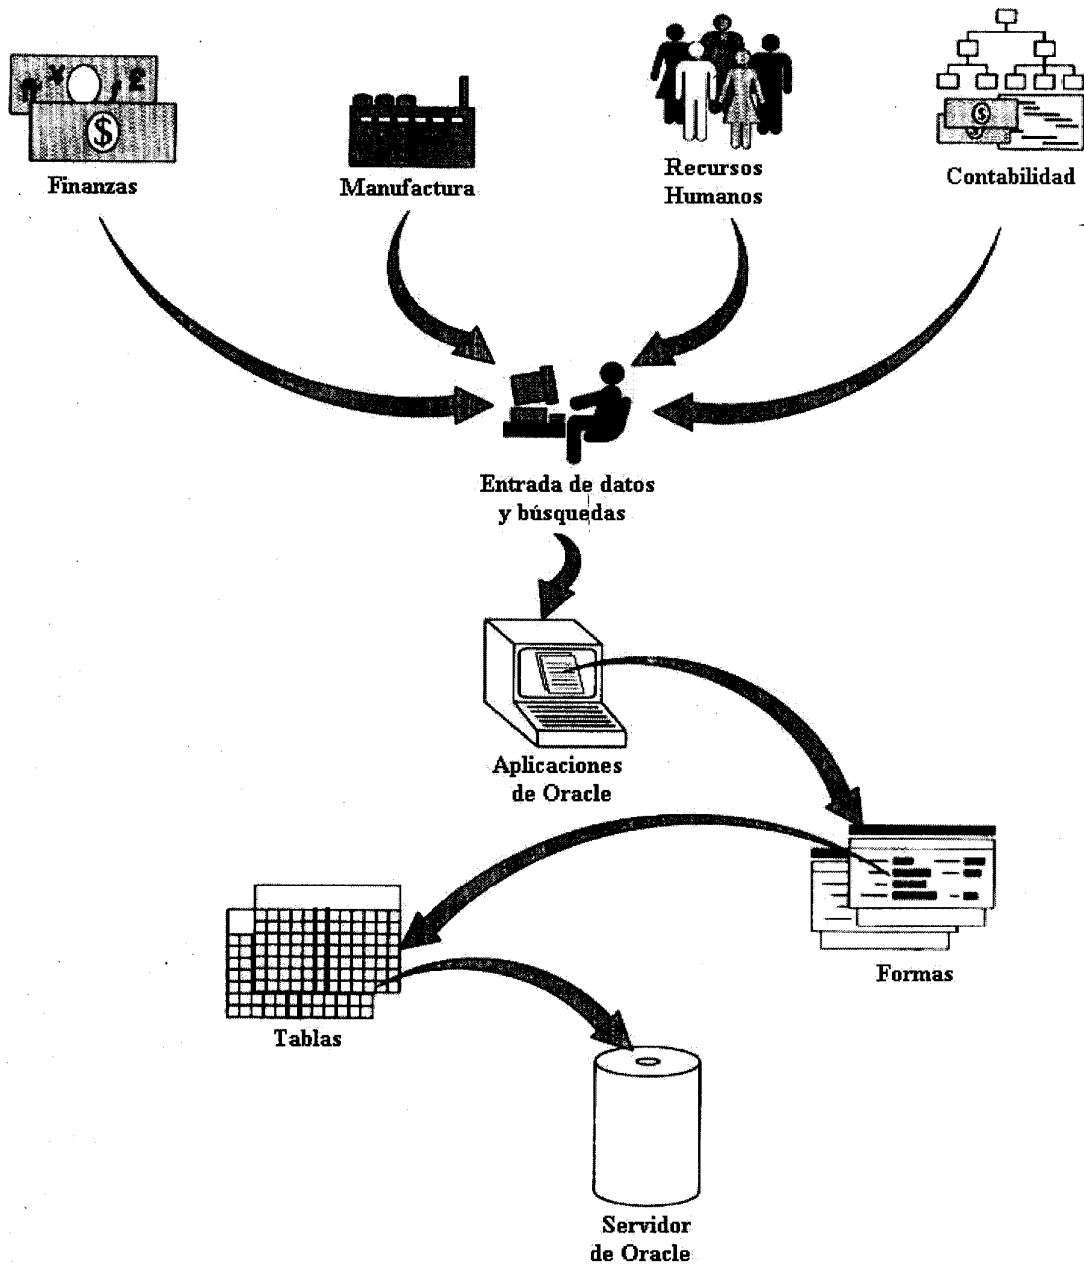 Finanzas
Manufactura
Recursos
Humanos
Contabilidad
Entrada de datos
y búsquedas
Aplicaciones
de Oracle
Formas
Tablas
Servidor
de Oracle